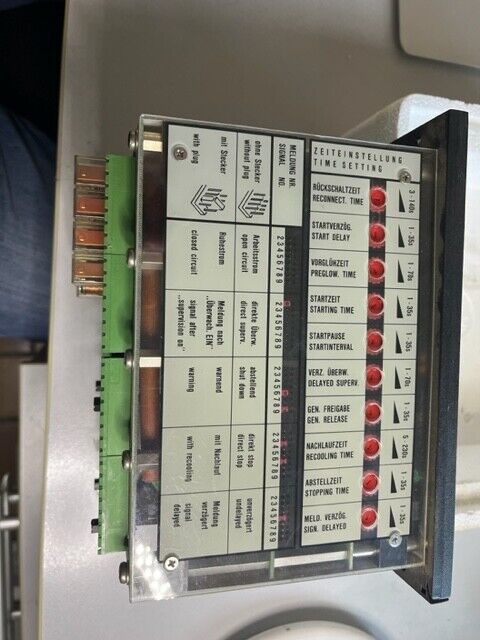 ZEITEINSTELLUNG
TIME SETTING
RÜCKSCHALTZEIT
RECONNECT. TIME
3 - 140s
STARTVERZÖG.
START DELAY
1 - 35s
VORGLÜHZEIT
PREGLOW. TIME
1 - 70s
STARTZEIT
STARTING TIME
1 - 35s
STARTPAUSE
STARTINTERVAL
1 - 35s
VERZ. ÜBERW.
DELAYED SUPERV.
1 - 70s
GEN. FREIGABE
GEN. RELEASE
1 - 35s
NACHLAUFZEIT
RECOOLING TIME
5 - 230s
ABSTELLZEIT
STOPPING TIME
1 - 35s
MELD. VERZÖG.
SIGN. DELAYED
1 - 35s
MELDUNG NR.
SIGNAL NO.
23456789
23456789
23456789
23456789
23456789
ohne Stecker
without plug
Arbeitsstrom
open circuit
direkte Überw.
direct superv.
abstellend
shut down
direkt stop
direct stop
unverzögert
undelayed
mit Stecker
with plug
Ruhestrom
closed circuit
Meldung nach
„Überwach. EIN"
signal after
„supervision on"
warnend
warning
mit Nachlauf
with recooling
Meldung
verzögert
signal
delayed